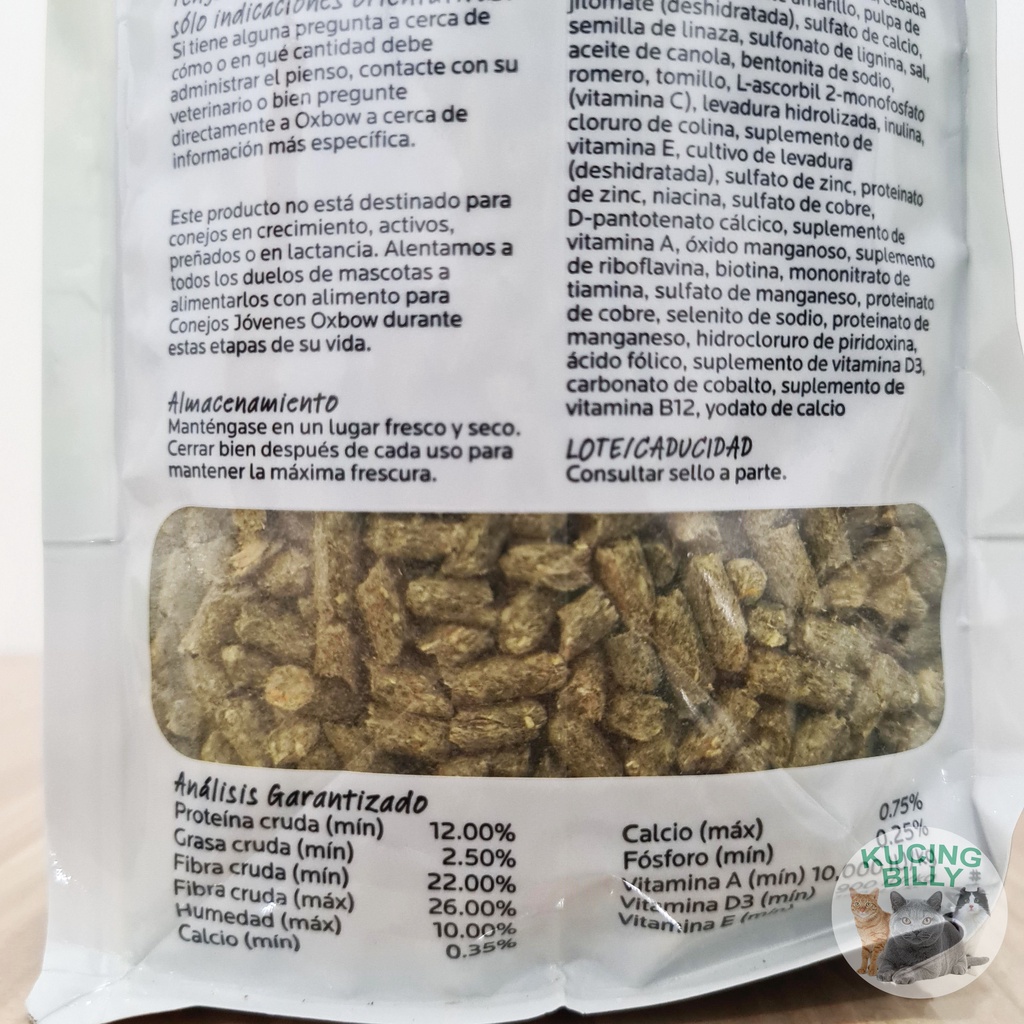 sólo indicaciones orientativas.
Si tiene alguna pregunta a cerca de
cómo o en qué cantidad debe
administrar el pienso, contacte con su
veterinario o bien pregunte
directamente a Oxbow a cerca de
información más específica.
Este producto no está destinado para
conejos en crecimiento, activos,
preñados o en lactancia. Alentamos a
todos los duelos de mascotas a
alimentarlos con alimento para
Conejos Jóvenes Oxbow durante
estas etapas de su vida.
Almacenamiento
Manténgase en un lugar fresco y seco.
Cerrar bien después de cada uso para
mantener la máxima frescura.
cebada
amarillo, pulpa de
jitomate (deshidratada), sulfato de calcio,
semilla de linaza, sulfonato de lignina, sal,
aceite de canola, bentonita de sodio,
romero, tomillo, L-ascorbil 2-monofosfato
(vitamina C), levadura hidrolizada, inulina,
cloruro de colina, suplemento de
vitamina E, cultivo de levadura
(deshidratada), sulfato de zinc, proteinato
de zinc, niacina, sulfato de cobre,
D-pantotenato cálcico, suplemento de
vitamina A, óxido manganoso, suplemento
de riboflavina, biotina, mononitrato de
tiamina, sulfato de manganeso, proteinato
de cobre, selenito de sodio, proteinato de
manganeso, hidrocloruro de piridoxina,
ácido fólico, suplemento de vitamina D3,
carbonato de cobalto, suplemento de
vitamina B12, yodato de calcio
LOTE/CADUCIDAD
Consultar sello a parte.
Análisis Garantizado
Proteína cruda (mín) 12.00%
Grasa cruda (mín) 2.50%
Fibra cruda (mín) 22.00%
Fibra cruda (máx) 26.00%
Humedad (máx) 10.00%
Calcio (mín) 0.35%
Calcio (máx) 0.75%
Fósforo (mín) 0.25%
Vitamina A (mín)
Vitamina D3 (mín)
Vitamina E (mín)
KUCING
BILLY